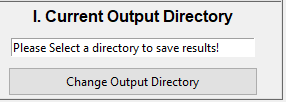 I. Current Output Directory
Please Select a directory to save results!
Change Output Directory